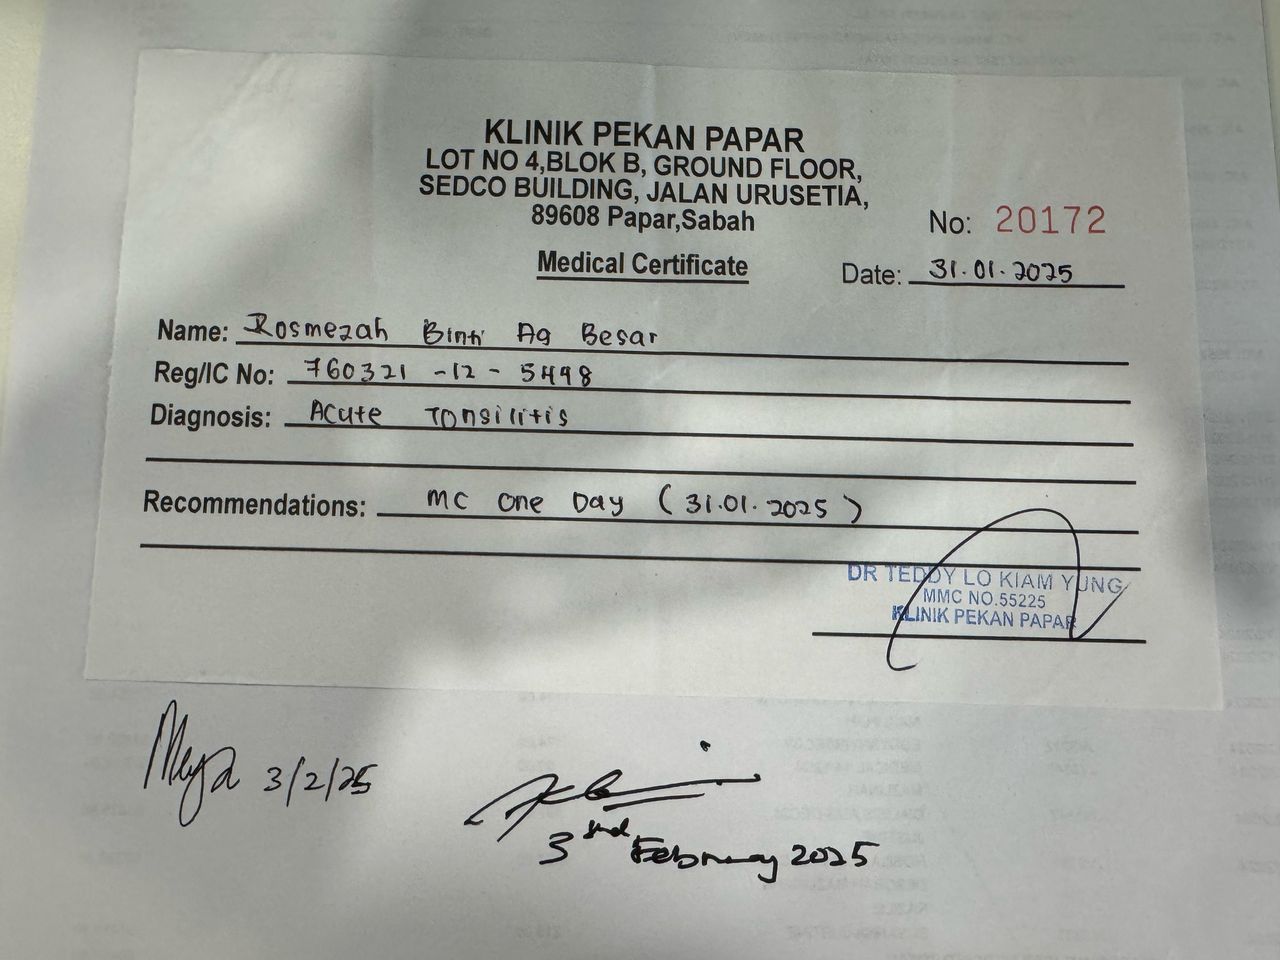 KLINIK PEKAN PAPAR
LOT NO 4,BLOK B, GROUND FLOOR,
SEDCO BUILDING, JALAN URUSETIA,
89608 Papar,Sabah
No: 20172
Medical Certificate
Date: 31.01.2025
Name: Rosmezah Binti Ag Besar
Reg/IC No: 760321 -12 - 5498
Diagnosis: Acute Tonsilitis
Recommendations: MC One Day (31.01.2025)
DR TEDDY LO KIAM YUNG
MMC NO.55225
KLINIK PEKAN PAPAR
3/2/25
3 February 2025